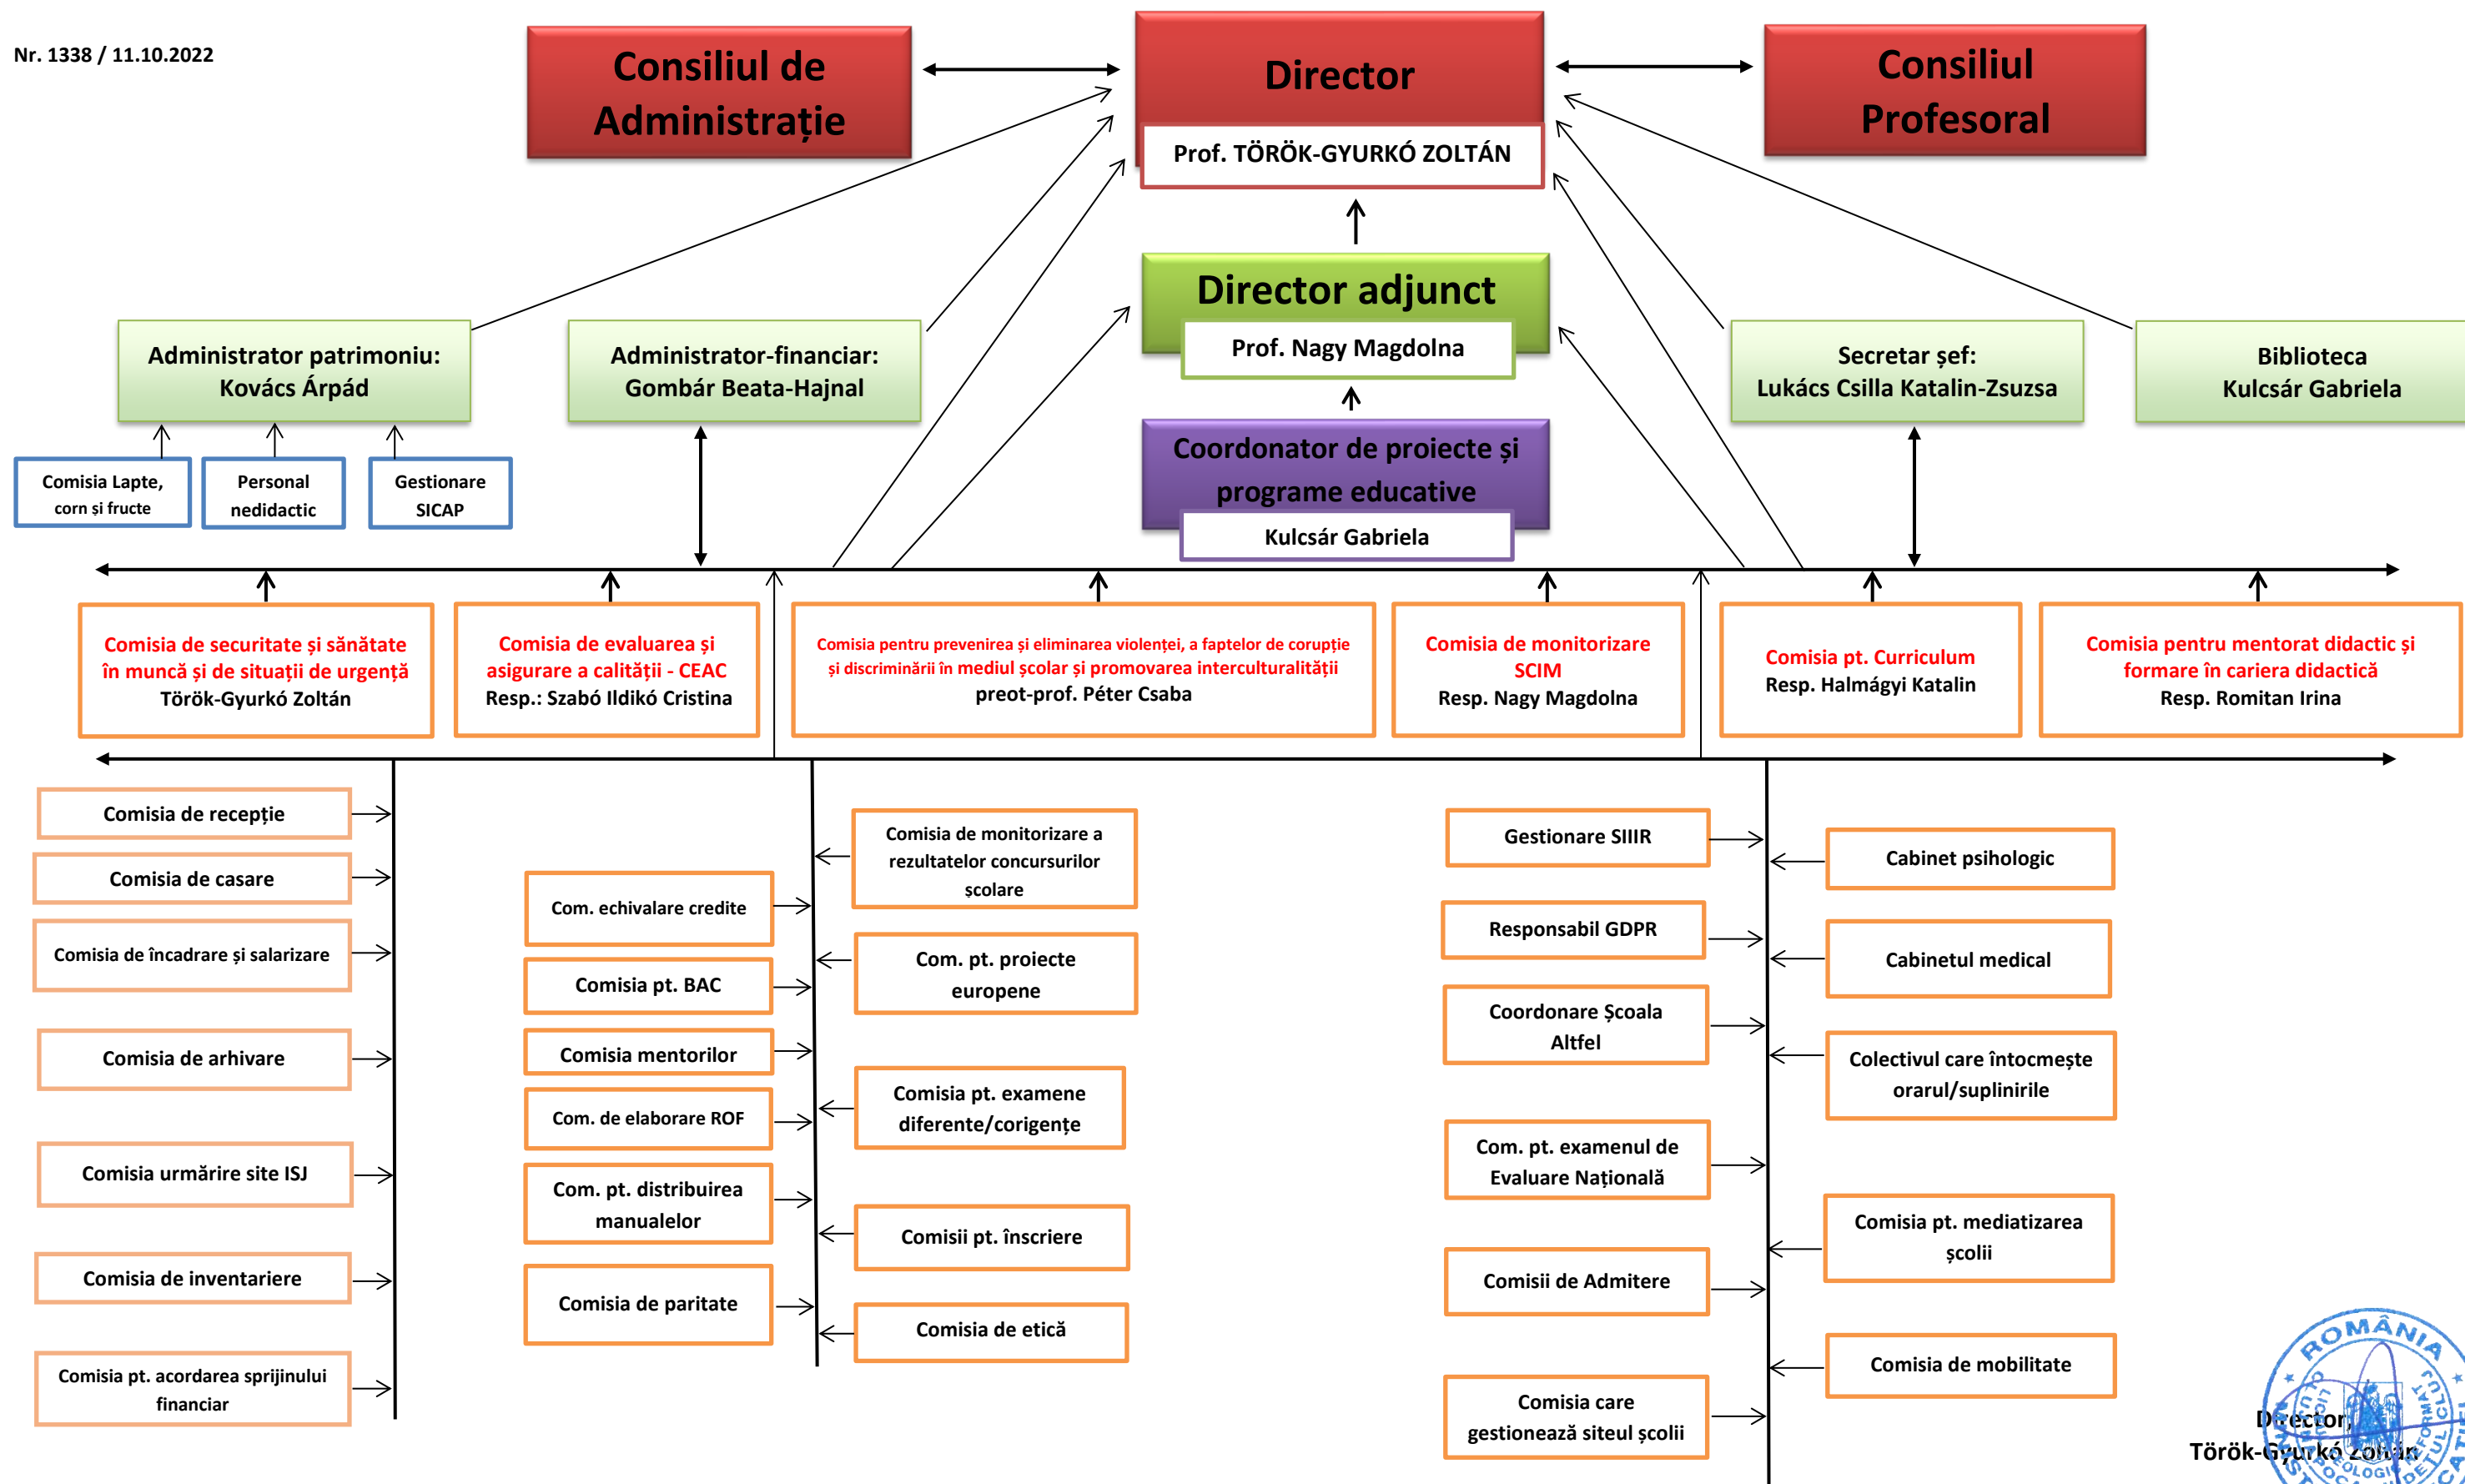 Nr. 1338 / 11.10.2022
Consiliul de
Administrație
Director
Prof. TÖRÖK-GYURKÓ ZOLTÁN
Consiliul
Profesoral
Director adjunct
Prof. Nagy Magdolna
Administrator patrimoniu:
Kovács Árpád
Administrator-financiar:
Gombár Beata-Hajnal
Secretar șef:
Lukács Csilla Katalin-Zsuzsa
Biblioteca
Kulcsár Gabriela
Coordonator de proiecte și
programe educative
Kulcsár Gabriela
Comisia Lapte,
corn și fructe
Personal
nedidactic
Gestionare
SICAP
Comisia de securitate și sănătate
în muncă și de situații de urgență
Török-Gyurkó Zoltán
Comisia de evaluarea și
asigurare a calității - CEAC
Resp.: Szabó Ildikó Cristina
Comisia pentru prevenirea și eliminarea violenței, a faptelor de corupție
și discriminării în mediul școlar și promovarea interculturalității
preot-prof. Péter Csaba
Comisia de monitorizare
SCIM
Resp. Nagy Magdolna
Comisia pt. Curriculum
Resp. Halmágyi Katalin
Comisia pentru mentorat didactic și
formare în cariera didactică
Resp. Romitan Irina
Comisia de recepție
Comisia de casare
Comisia de încadrare și salarizare
Comisia de arhivare
Comisia urmărire site ISJ
Comisia de inventariere
Comisia pt. acordarea sprijinului
financiar
Com. echivalare credite
Comisia pt. BAC
Comisia mentorilor
Com. de elaborare ROF
Com. pt. distribuirea
manualelor
Comisia de paritate
Comisia de monitorizare a
rezultatelor concursurilor
școlare
Com. pt. proiecte
europene
Comisia pt. examene
diferente/corigențe
Comisii pt. înscriere
Comisia de etică
Gestionare SIIIR
Responsabil GDPR
Coordonare Școala
Altfel
Com. pt. examenul de
Evaluare Națională
Comisii de Admitere
Comisia care
gestionează siteul școlii
Cabinet psihologic
Cabinetul medical
Colectivul care întocmește
orarul/suplinirile
Comisia pt. mediatizarea
școlii
Comisia de mobilitate
ROMÂNIA
Director,
Török-Gyurkó Zoltán